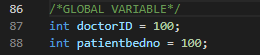 86 /*GLOBAL VARIABLE*/
87 int doctorID = 100;
88 int patientbedno = 100;